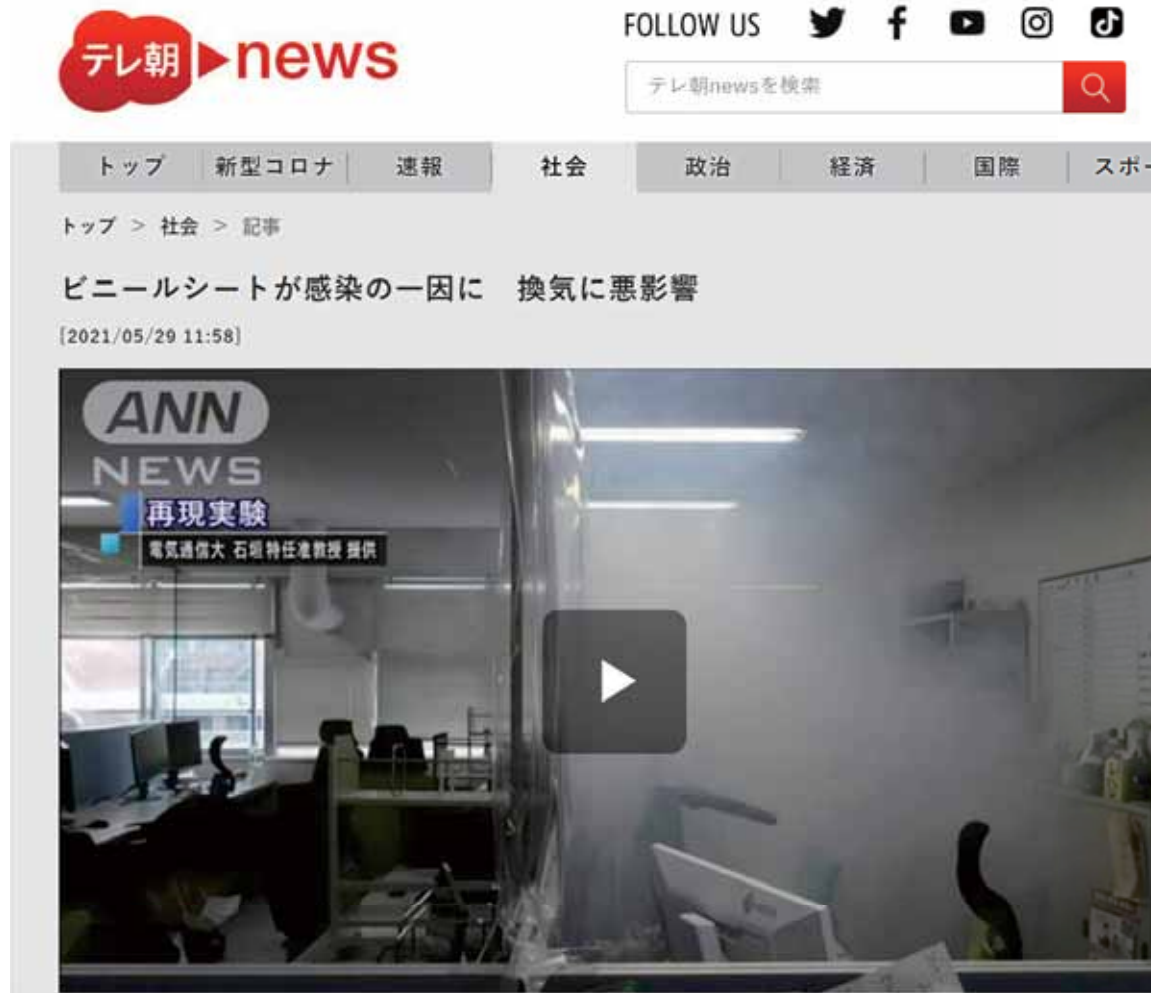 テレ朝 news
FOLLOW US
テレ朝newsを検索
トップ 新型コロナ 速報 社会 政治 経済 国際 スポー
トップ > 社会 > 記事
ビニールシートが感染の一因に 換気に悪影響
[2021/05/29 11:58]
ANN
NEWS
再現実験
電気通信大 石垣特任准教授 提供